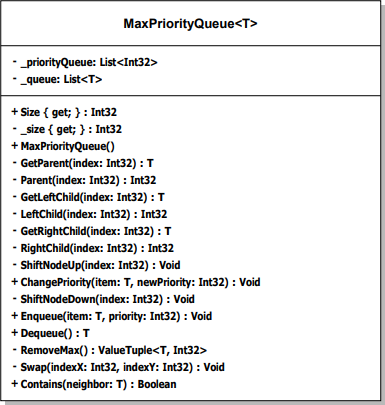 MaxPriorityQueue<T>
- _priorityQueue: List<Int32>
- _queue: List<T>
+ Size { get; } : Int32
- _size { get; } : Int32
+ MaxPriorityQueue()
- GetParent(index: Int32) : T
- Parent(index: Int32) : Int32
- GetLeftChild(index: Int32) : T
- LeftChild(index: Int32) : Int32
- GetRightChild(index: Int32) : T
- RightChild(index: Int32) : Int32
- ShiftNodeUp(index: Int32) : Void
+ ChangePriority(item: T, newPriority: Int32) : Void
- ShiftNodeDown(index: Int32) : Void
+ Enqueue(item: T, priority: Int32) : Void
+ Dequeue() : T
- RemoveMax() : ValueTuple<T, Int32>
- Swap(indexX: Int32, indexY: Int32) : Void
+ Contains(neighbor: T) : Boolean